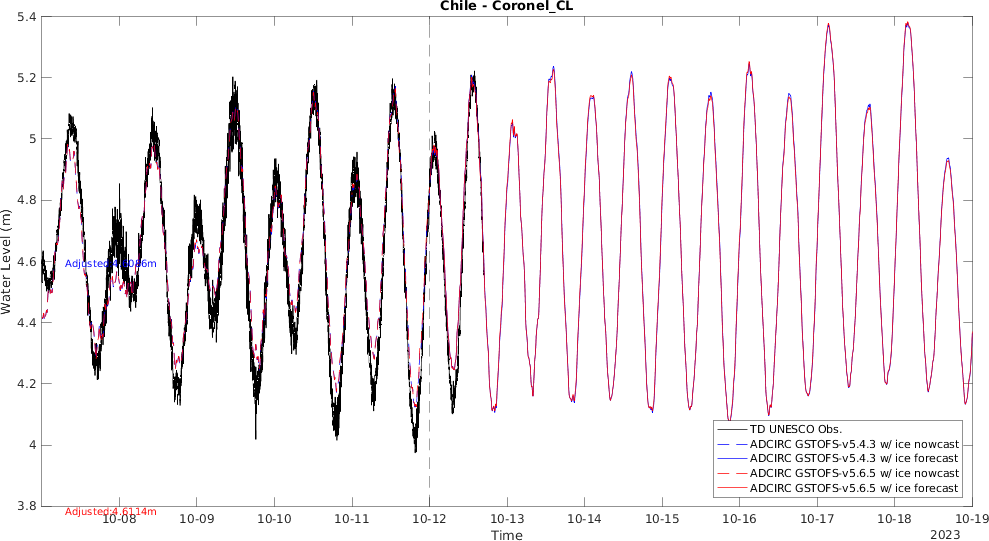 Chile - Coronel_CL
5.4
5.2
5
4.8
4.6
4.4
4.2
4
3.8
Water Level (m)
Adjusted:
Adjusted:4.6114m
10-08
10-09
10-10
10-11
10-12
10-13
10-14
10-15
10-16
10-17
10-18
10-19
Time
2023
TD UNESCO Obs.
ADCIRC GSTOFS-v5.4.3 w/ ice nowcast
ADCIRC GSTOFS-v5.4.3 w/ ice forecast
ADCIRC GSTOFS-v5.6.5 w/ ice nowcast
ADCIRC GSTOFS-v5.6.5 w/ ice forecast